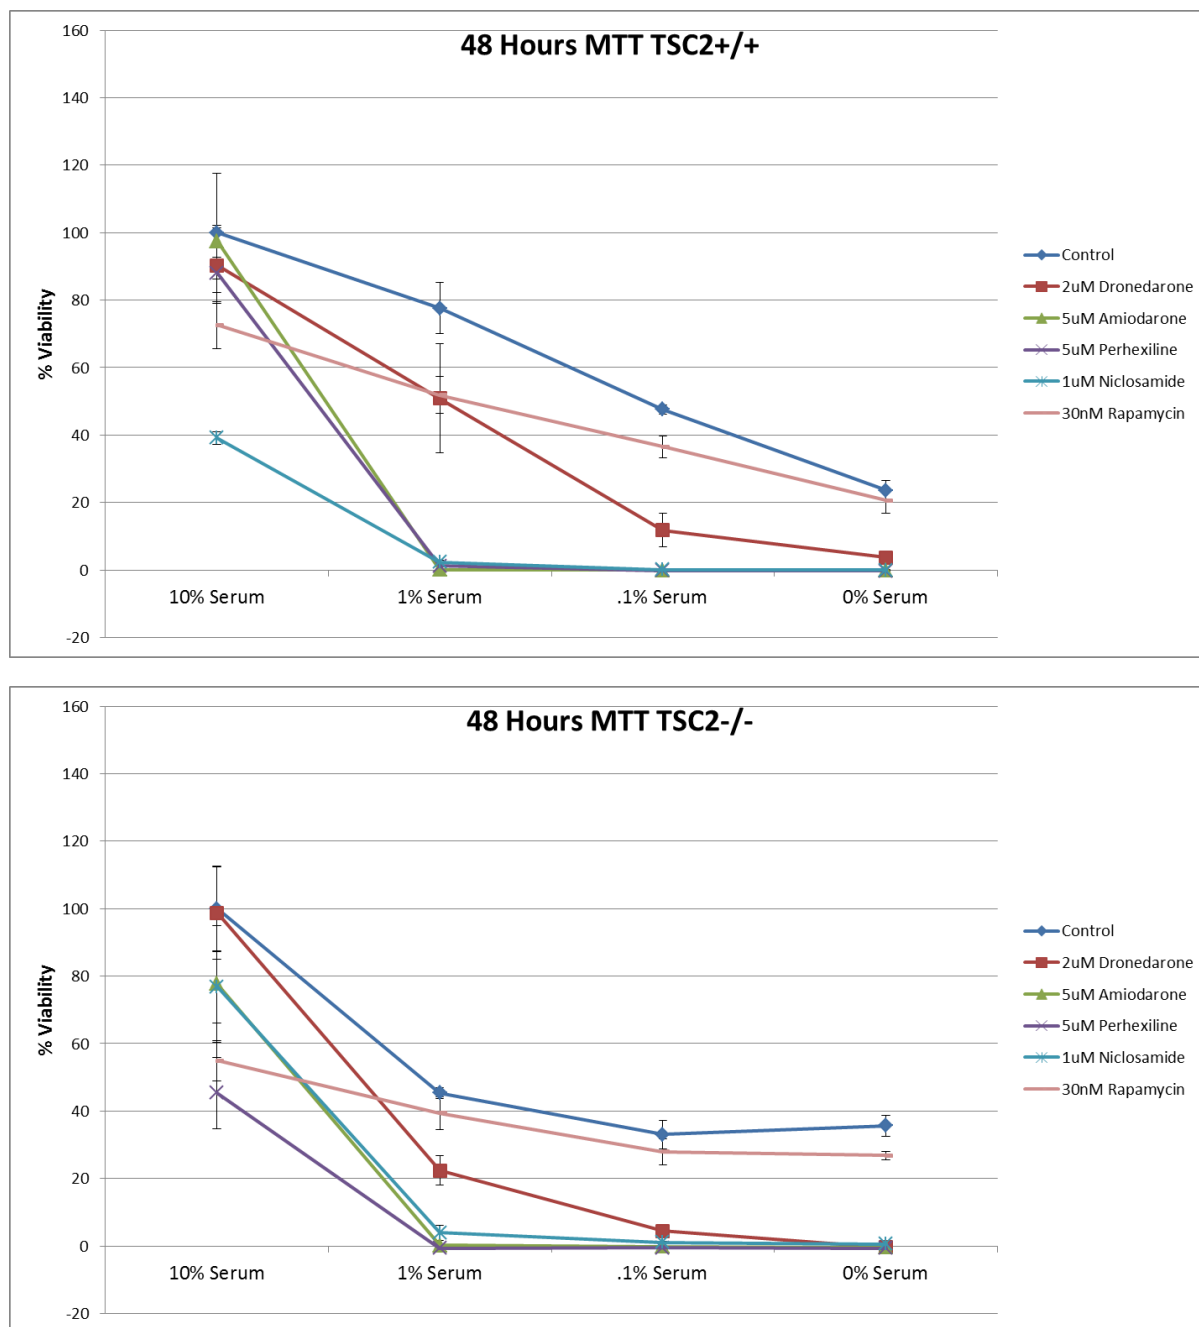 48 Hours MTT TSC2+/+
160
140
120
100
80
60
40
20
0
-20
% Viability
10% Serum
1% Serum
.1% Serum
0% Serum
Control
2uM Dronedarone
5uM Amiodarone
5uM Perhexiline
1uM Niclosamide
30nM Rapamycin
48 Hours MTT TSC2-/-
160
140
120
100
80
60
40
20
0
-20
% Viability
10% Serum
1% Serum
.1% Serum
0% Serum
Control
2uM Dronedarone
5uM Amiodarone
5uM Perhexiline
1uM Niclosamide
30nM Rapamycin